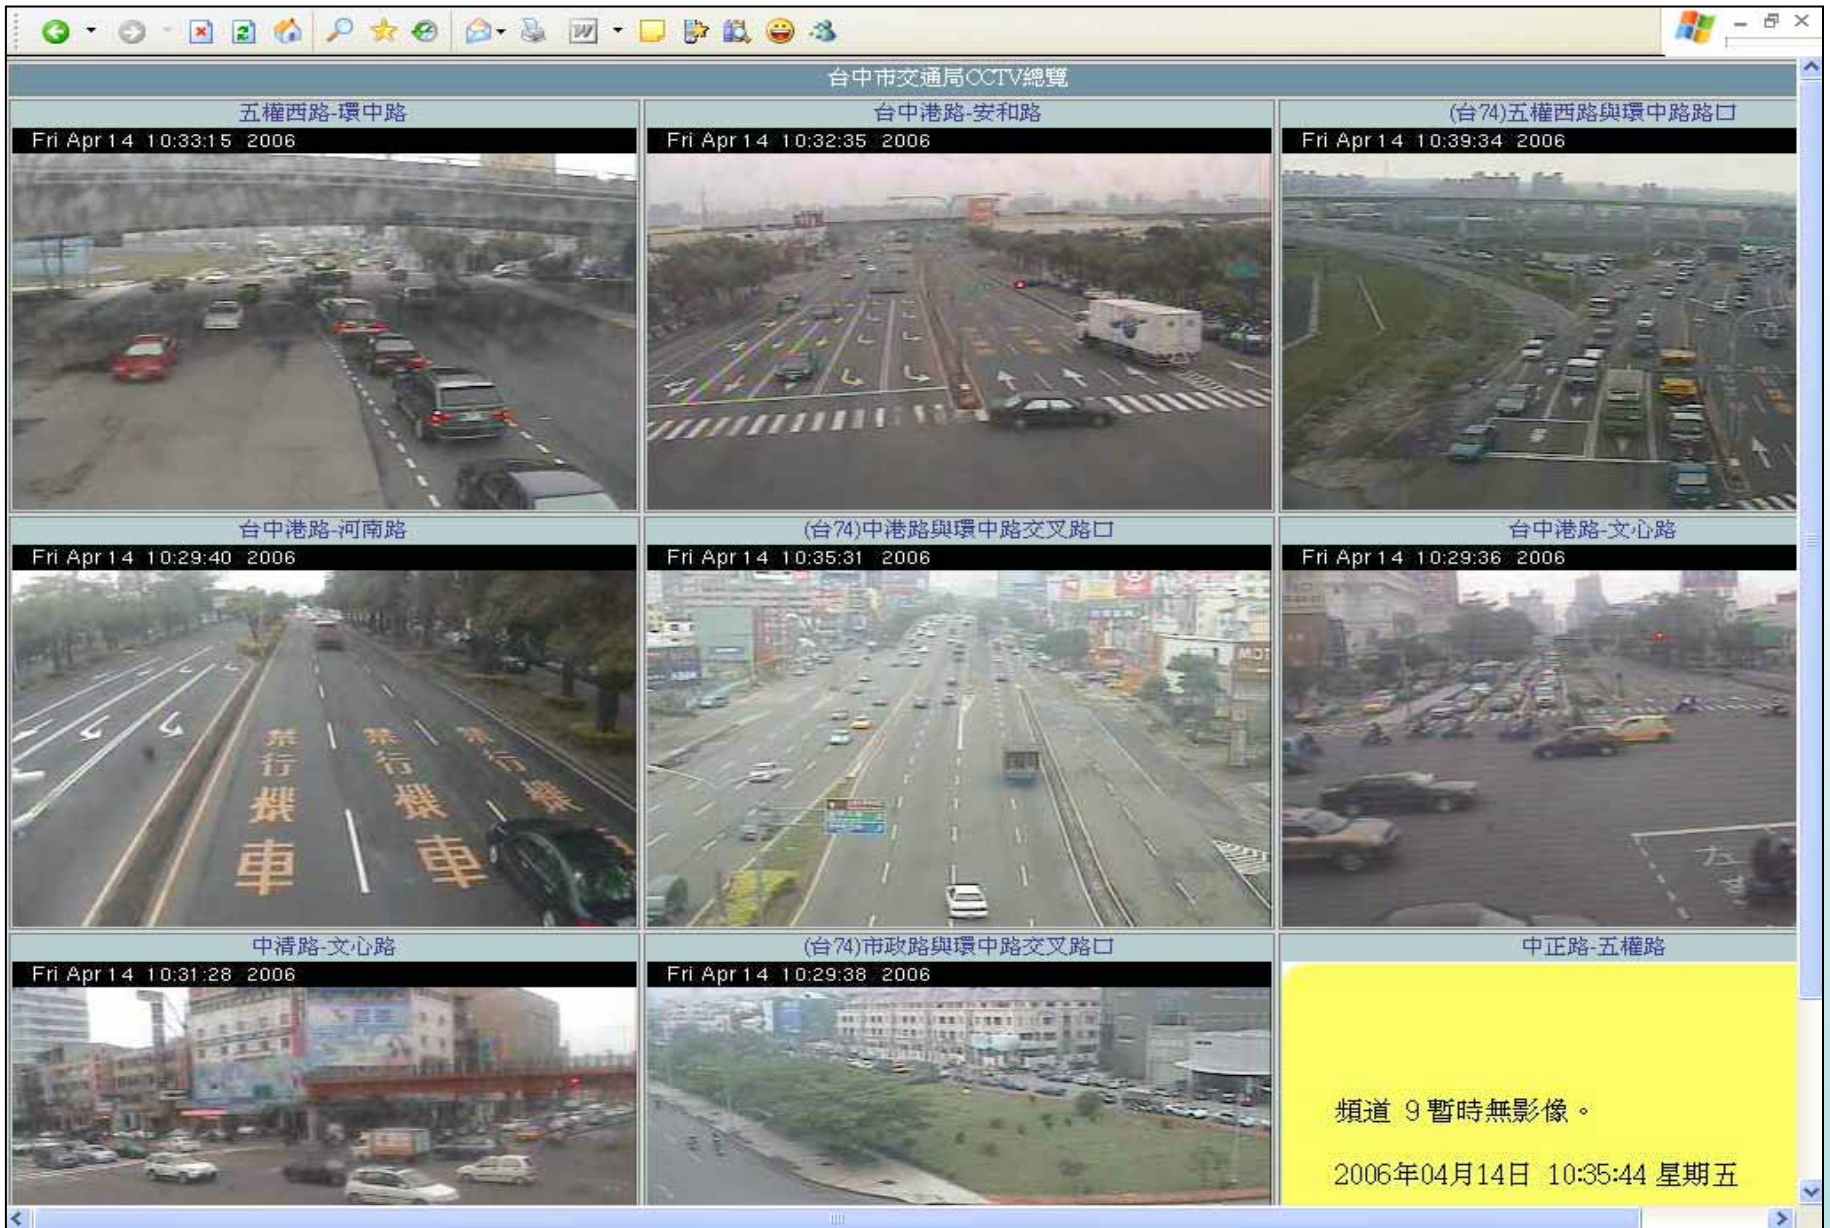 台中市交通局CCTV總覽
五權西路-環中路
台中港路-安和路
(台74)五權西路與環中路路口
Fri Apr 14 10:33:15 2006
Fri Apr 14 10:32:35 2006
Fri Apr 14 10:39:34 2006
台中港路-河南路
(台74)中港路與環中路交叉路口
台中港路-文心路
Fri Apr 14 10:29:40 2006
Fri Apr 14 10:35:31 2006
Fri Apr 14 10:29:36 2006
禁行機車
禁行機車
禁行機
中清路-文心路
(台74)市政路與環中路交叉路口
中正路-五權路
Fri Apr 14 10:31:28 2006
Fri Apr 14 10:29:38 2006
頻道 9 暫時無影像。
2006年04月14日 10:35:44 星期五